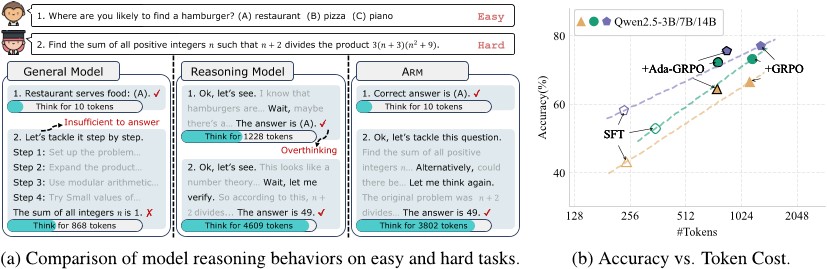 1. Where are you likely to find a hamburger? (A) restaurant (B) pizza (C) piano
Easy
2. Find the sum of all positive integers n such that n + 2 divides the product 3(n + 3)(n² + 9).
Hard
General Model
1. Restaurant serves food: (A). ✓
Think for 10 tokens
Insufficient to answer
2. Let's tackle it step by step.
Step 1: Set up the problem...
Step 2: Expand the product...
Step 3: Use modular arithmetic...
Step 4: Try Small values of...
The sum of all integers n is 1. ✗
Think for 868 tokens
Reasoning Model
1. Ok, let's see. I know that
hamburgers are... Wait, maybe
there's a... The answer is (A). ✓
Think for 1228 tokens
Overthinking
2. Ok, let's see. This looks like a
number theory... Wait, let me
verify. So according to this, n +
2 divides... The answer is 49. ✓
Think for 4609 tokens
ARM
1. Correct answer is (A). ✓
Think for 10 tokens
2. Ok, let's tackle this question.
Find the sum of all positive
integers n... Alternatively, could
there be... Let me think again.
The original problem was n + 2
divides... The answer is 49. ✓
Think for 3802 tokens
(a) Comparison of model reasoning behaviors on easy and hard tasks.
Qwen2.5-3B/7B/14B
+Ada-GRPO
+GRPO
SFT
Accuracy(%)
80
60
40
128
256
512
1024
2048
#Tokens
(b) Accuracy vs. Token Cost.